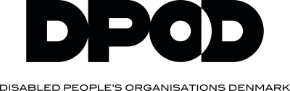 DPOD
DISABLED PEOPLE'S ORGANISATIONS DENMARK